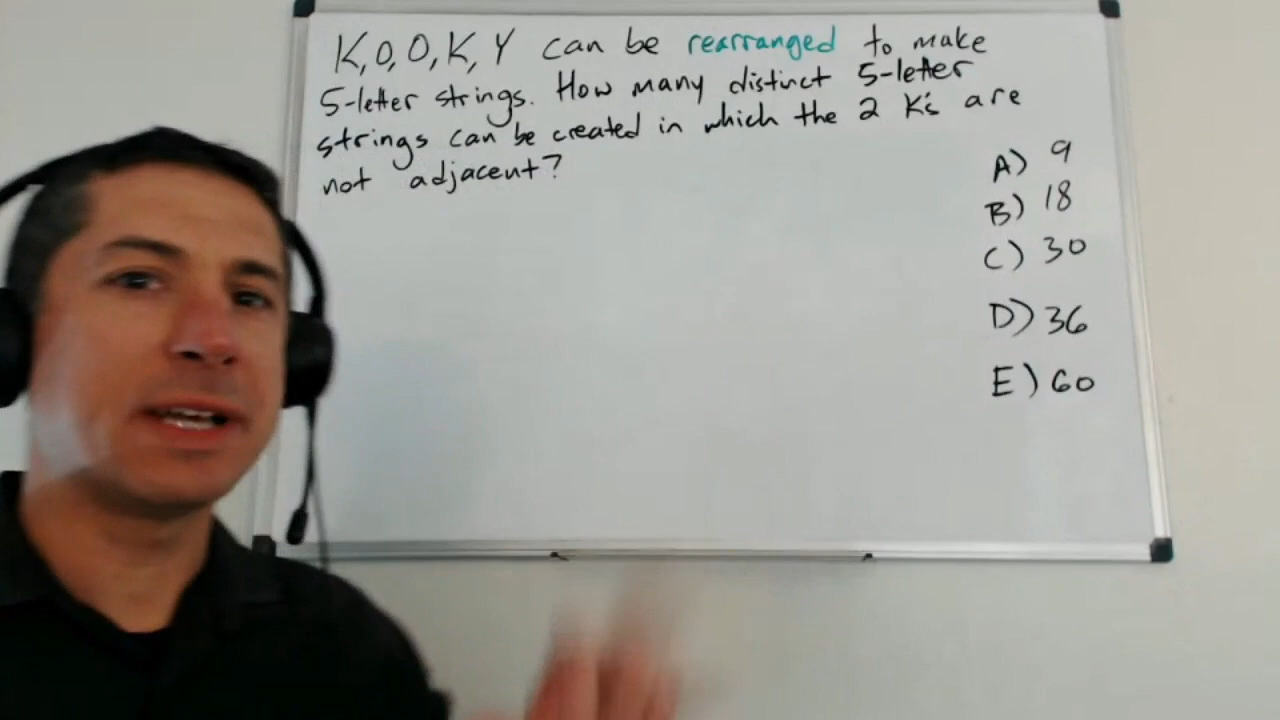 K, O, O, K, Y can be rearranged to make
5-letter strings. How many distinct 5-letter
strings can be created in which the 2 K's are
not adjacent?
A) 9
B) 18
C) 30
D) 36
E) 60